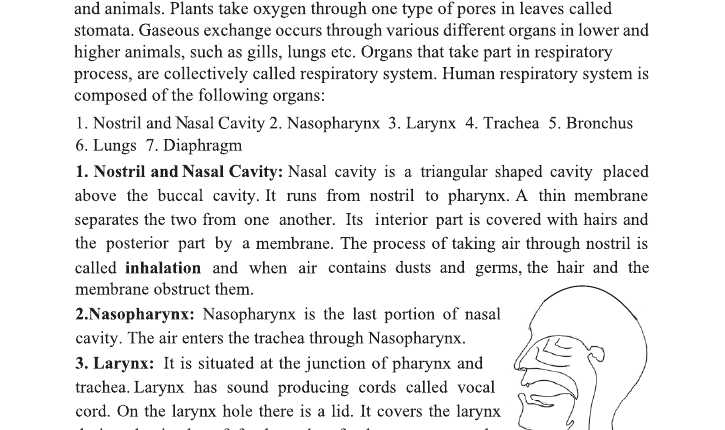 and animals. Plants take oxygen through one type of pores in leaves called
stomata. Gaseous exchange occurs through various different organs in lower and
higher animals, such as gills, lungs etc. Organs that take part in respiratory
process, are collectively called respiratory system. Human respiratory system is
composed of the following organs:
1. Nostril and Nasal Cavity 2. Nasopharynx 3. Larynx 4. Trachea 5. Bronchus
6. Lungs 7. Diaphragm
1. Nostril and Nasal Cavity: Nasal cavity is a triangular shaped cavity placed
above the buccal cavity. It runs from nostril to pharynx. A thin membrane
separates the two from one another. Its interior part is covered with hairs and
the posterior part by a membrane. The process of taking air through nostril is
called inhalation and when air contains dusts and germs, the hair and the
membrane obstruct them.
2.Nasopharynx: Nasopharynx is the last portion of nasal
cavity. The air enters the trachea through Nasopharynx.
3. Larynx: It is situated at the junction of pharynx and
trachea. Larynx has sound producing cords called vocal
cord. On the larynx hole there is a lid. It covers the larynx